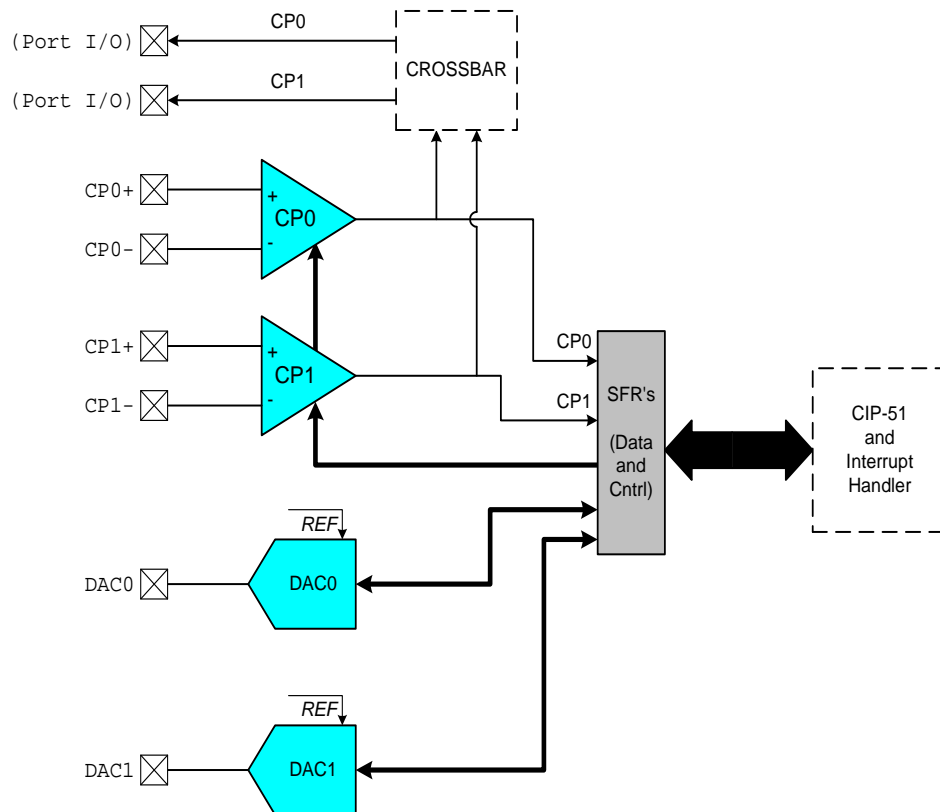 (Port I/O)
CP0
CROSSBAR
(Port I/O)
CP1
CP0+
+
CP0
CP0-
-
CP1+
+
CP1
CP1-
-
CP0
CP1
SFR's
(Data
and
Cntrl)
CIP-51
and
Interrupt
Handler
REF
DAC0
DAC0
REF
DAC1
DAC1